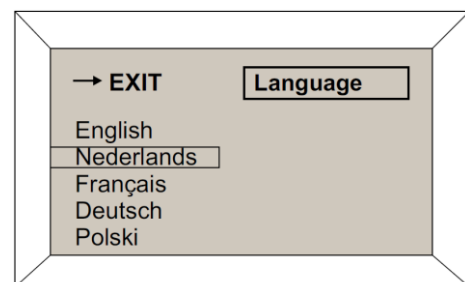 → EXIT Language
English
Nederlands
Français
Deutsch
Polski